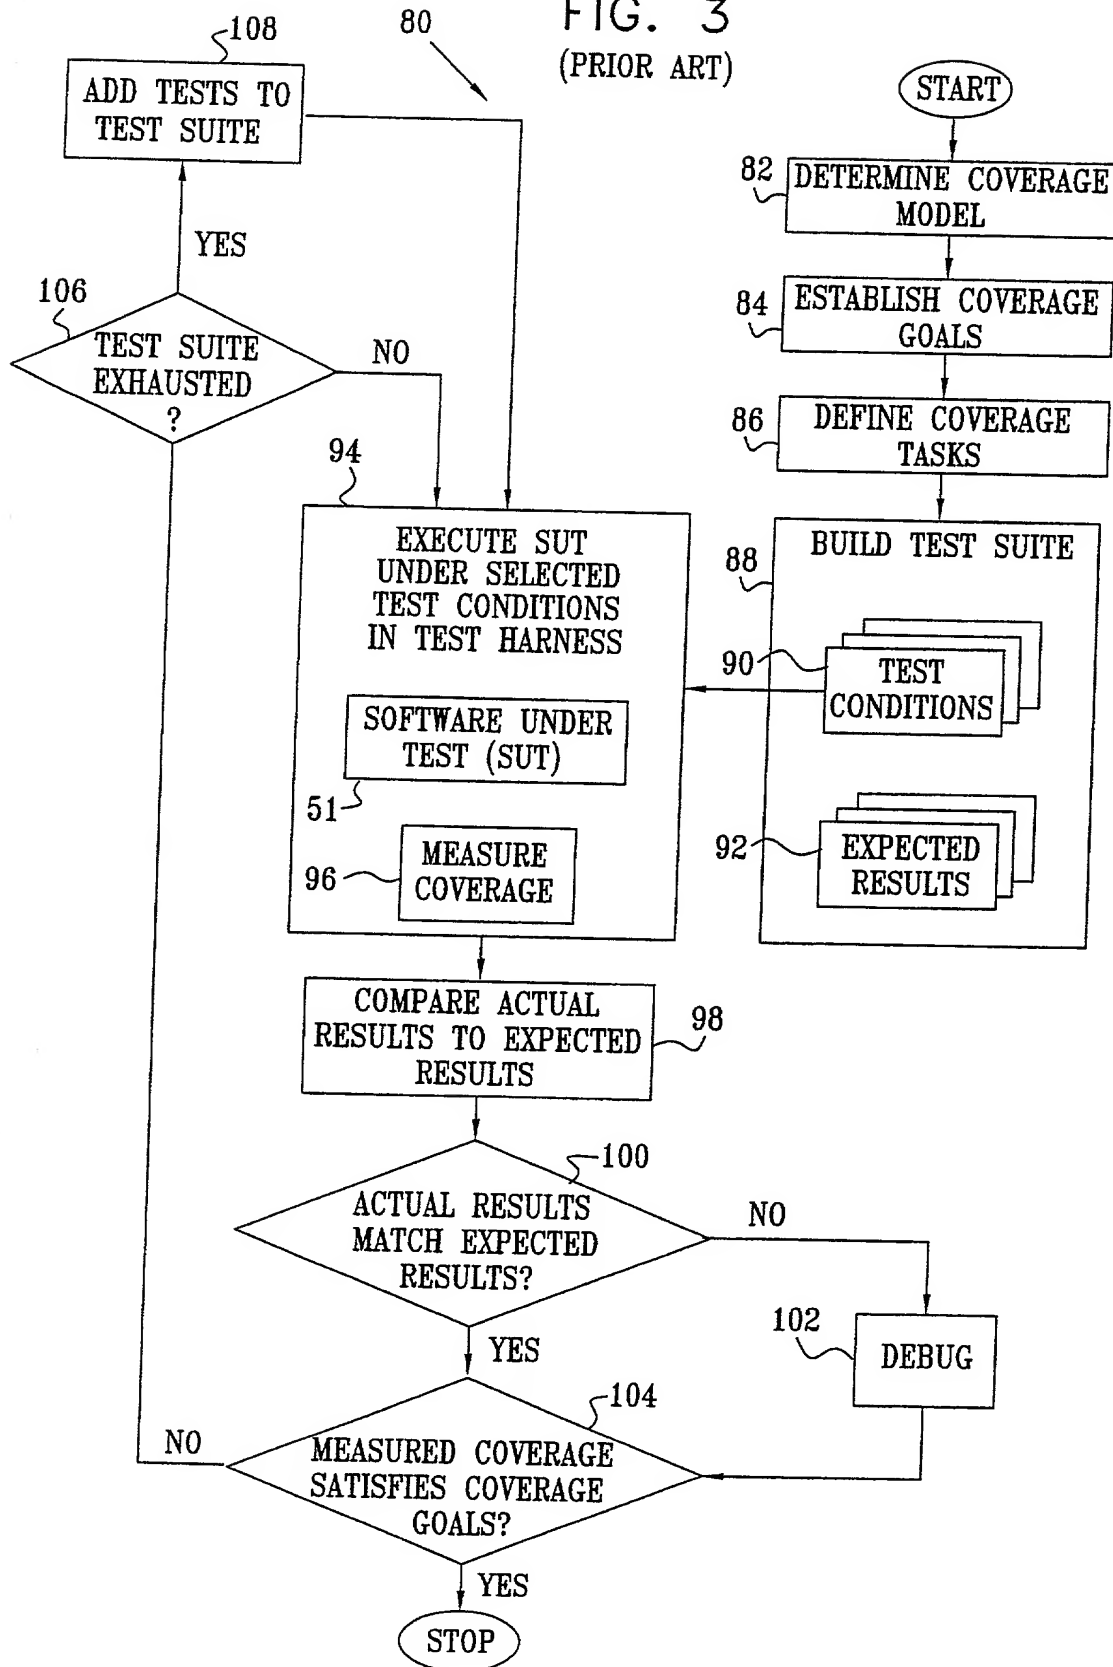 FIG. 3
(PRIOR ART)
80
108
ADD TESTS TO
TEST SUITE
YES
106
TEST SUITE
EXHAUSTED
?
NO
START
82
DETERMINE COVERAGE
MODEL
84
ESTABLISH COVERAGE
GOALS
86
DEFINE COVERAGE
TASKS
88
BUILD TEST SUITE
90
TEST
CONDITIONS
92
EXPECTED
RESULTS
94
EXECUTE SUT
UNDER SELECTED
TEST CONDITIONS
IN TEST HARNESS
SOFTWARE UNDER
TEST (SUT)
51
96
MEASURE
COVERAGE
COMPARE ACTUAL
RESULTS TO EXPECTED
RESULTS
98
100
ACTUAL RESULTS
MATCH EXPECTED
RESULTS?
NO
YES
102
DEBUG
104
MEASURED COVERAGE
SATISFIES COVERAGE
GOALS?
NO
YES
STOP